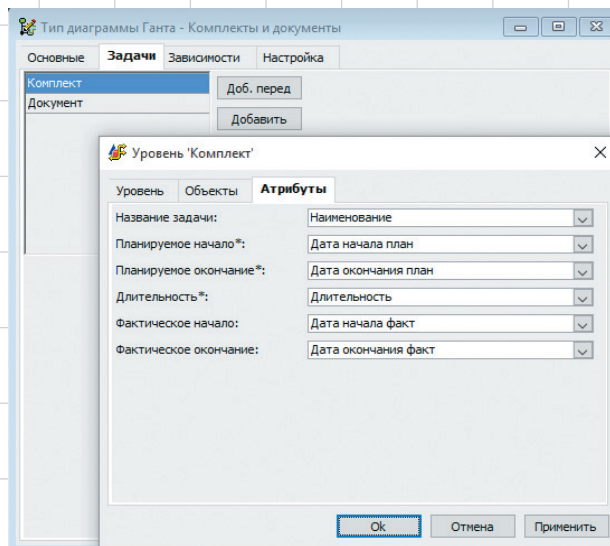 Тип диаграммы Ганта - Комплекты и документы
Основные Задачи Зависимости Настройка
Комплект
Документ
Доб. перед
Добавить
Уровень 'Комплект'
Уровень Объекты Атрибуты
Название задачи: Наименование
Планируемое начало*: Дата начала план
Планируемое окончание*: Дата окончания план
Длительность*: Длительность
Фактическое начало: Дата начала факт
Фактическое окончание: Дата окончания факт
Ok Отмена Применить